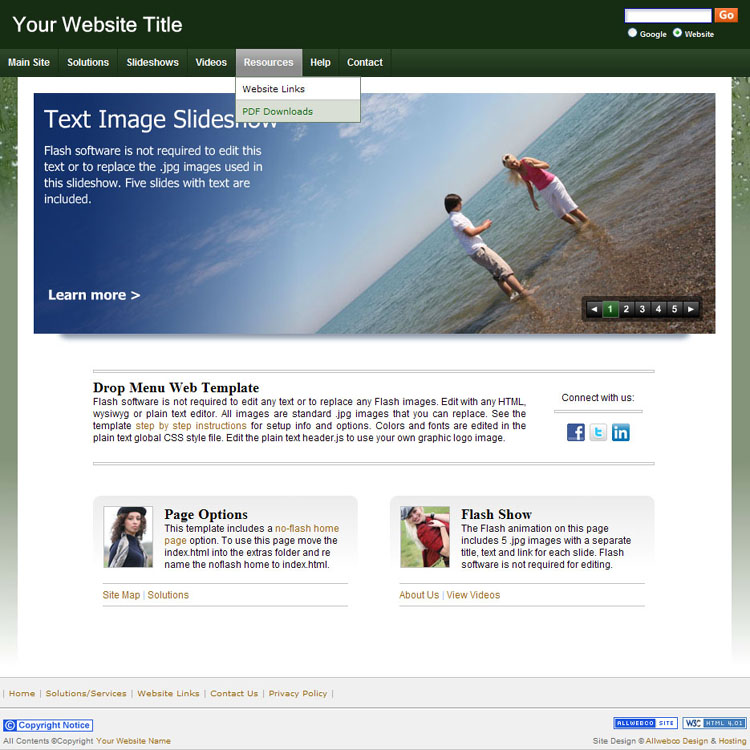 Your Website Title
Go
Google Website
Main Site Solutions Slideshows Videos Resources Help Contact
Website Links
PDF Downloads
Text Image Slideshow
Flash software is not required to edit this
text or to replace the .jpg images used in
this slideshow. Five slides with text are
included.
Learn more >
1 2 3 4 5
Drop Menu Web Template
Flash software is not required to edit any text or to replace any Flash images. Edit with any HTML,
wysiwyg or plain text editor. All images are standard .jpg images that you can replace. See the
template step by step instructions for setup info and options. Colors and fonts are edited in the
plain text global CSS style file. Edit the plain text header.js to use your own graphic logo image.
Connect with us:
f t in
Page Options
This template includes a no-flash home
page option. To use this page move the
index.html into the extras folder and re
name the noflash home to index.html.
Site Map | Solutions
Flash Show
The Flash animation on this page
includes 5 .jpg images with a separate
title, text and link for each slide. Flash
software is not required for editing.
About Us | View Videos
| Home | Solutions/Services | Website Links | Contact Us | Privacy Policy |
© Copyright Notice
ALLWEBCO SITE W3C HTML 4.01
All Contents ©Copyright Your Website Name
Site Design © Allwebco Design & Hosting